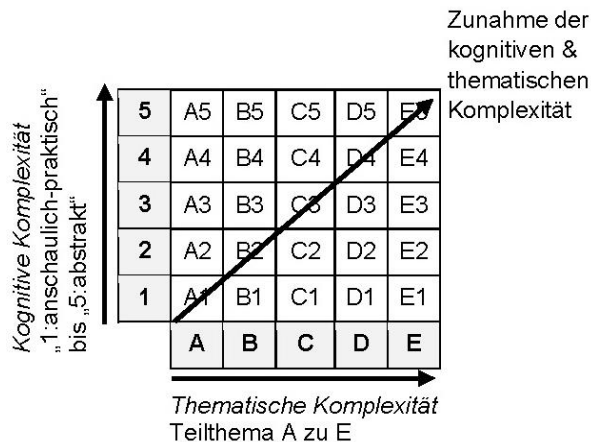 Zunahme der
kognitiven &
thematischen
Komplexität
Kognitive Komplexität
„1:anschaulich-praktisch“
bis „5:abstrakt“
5 A5 B5 C5 D5 E5
4 A4 B4 C4 D4 E4
3 A3 B3 C3 D3 E3
2 A2 B2 C2 D2 E2
1 A1 B1 C1 D1 E1
A B C D E
Thematische Komplexität
Teilthema A zu E